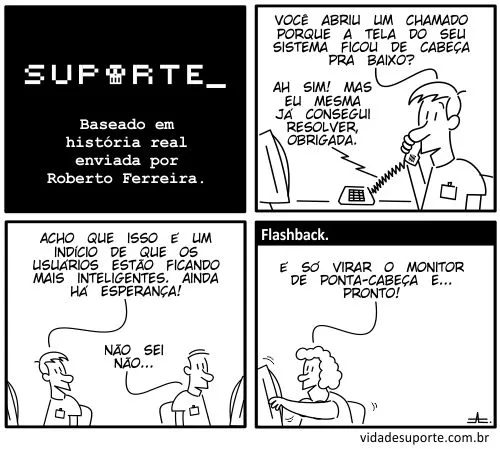 SUPORTE_
Baseado em
história real
enviada por
Roberto Ferreira.
VOCÊ ABRIU UM CHAMADO
PORQUE A TELA DO SEU
SISTEMA FICOU DE CABEÇA
PRA BAIXO?
AH SIM! MAS
EU MESMA
JÁ CONSEGUI
RESOLVER,
OBRIGADA.
ACHO QUE ISSO É UM
INDÍCIO DE QUE OS
USUÁRIOS ESTÃO FICANDO
MAIS INTELIGENTES. AINDA
HÁ ESPERANÇA!
NÃO SEI
NÃO...
Flashback.
É SÓ VIRAR O MONITOR
DE PONTA-CABEÇA E...
PRONTO!
vidadesuporte.com.br